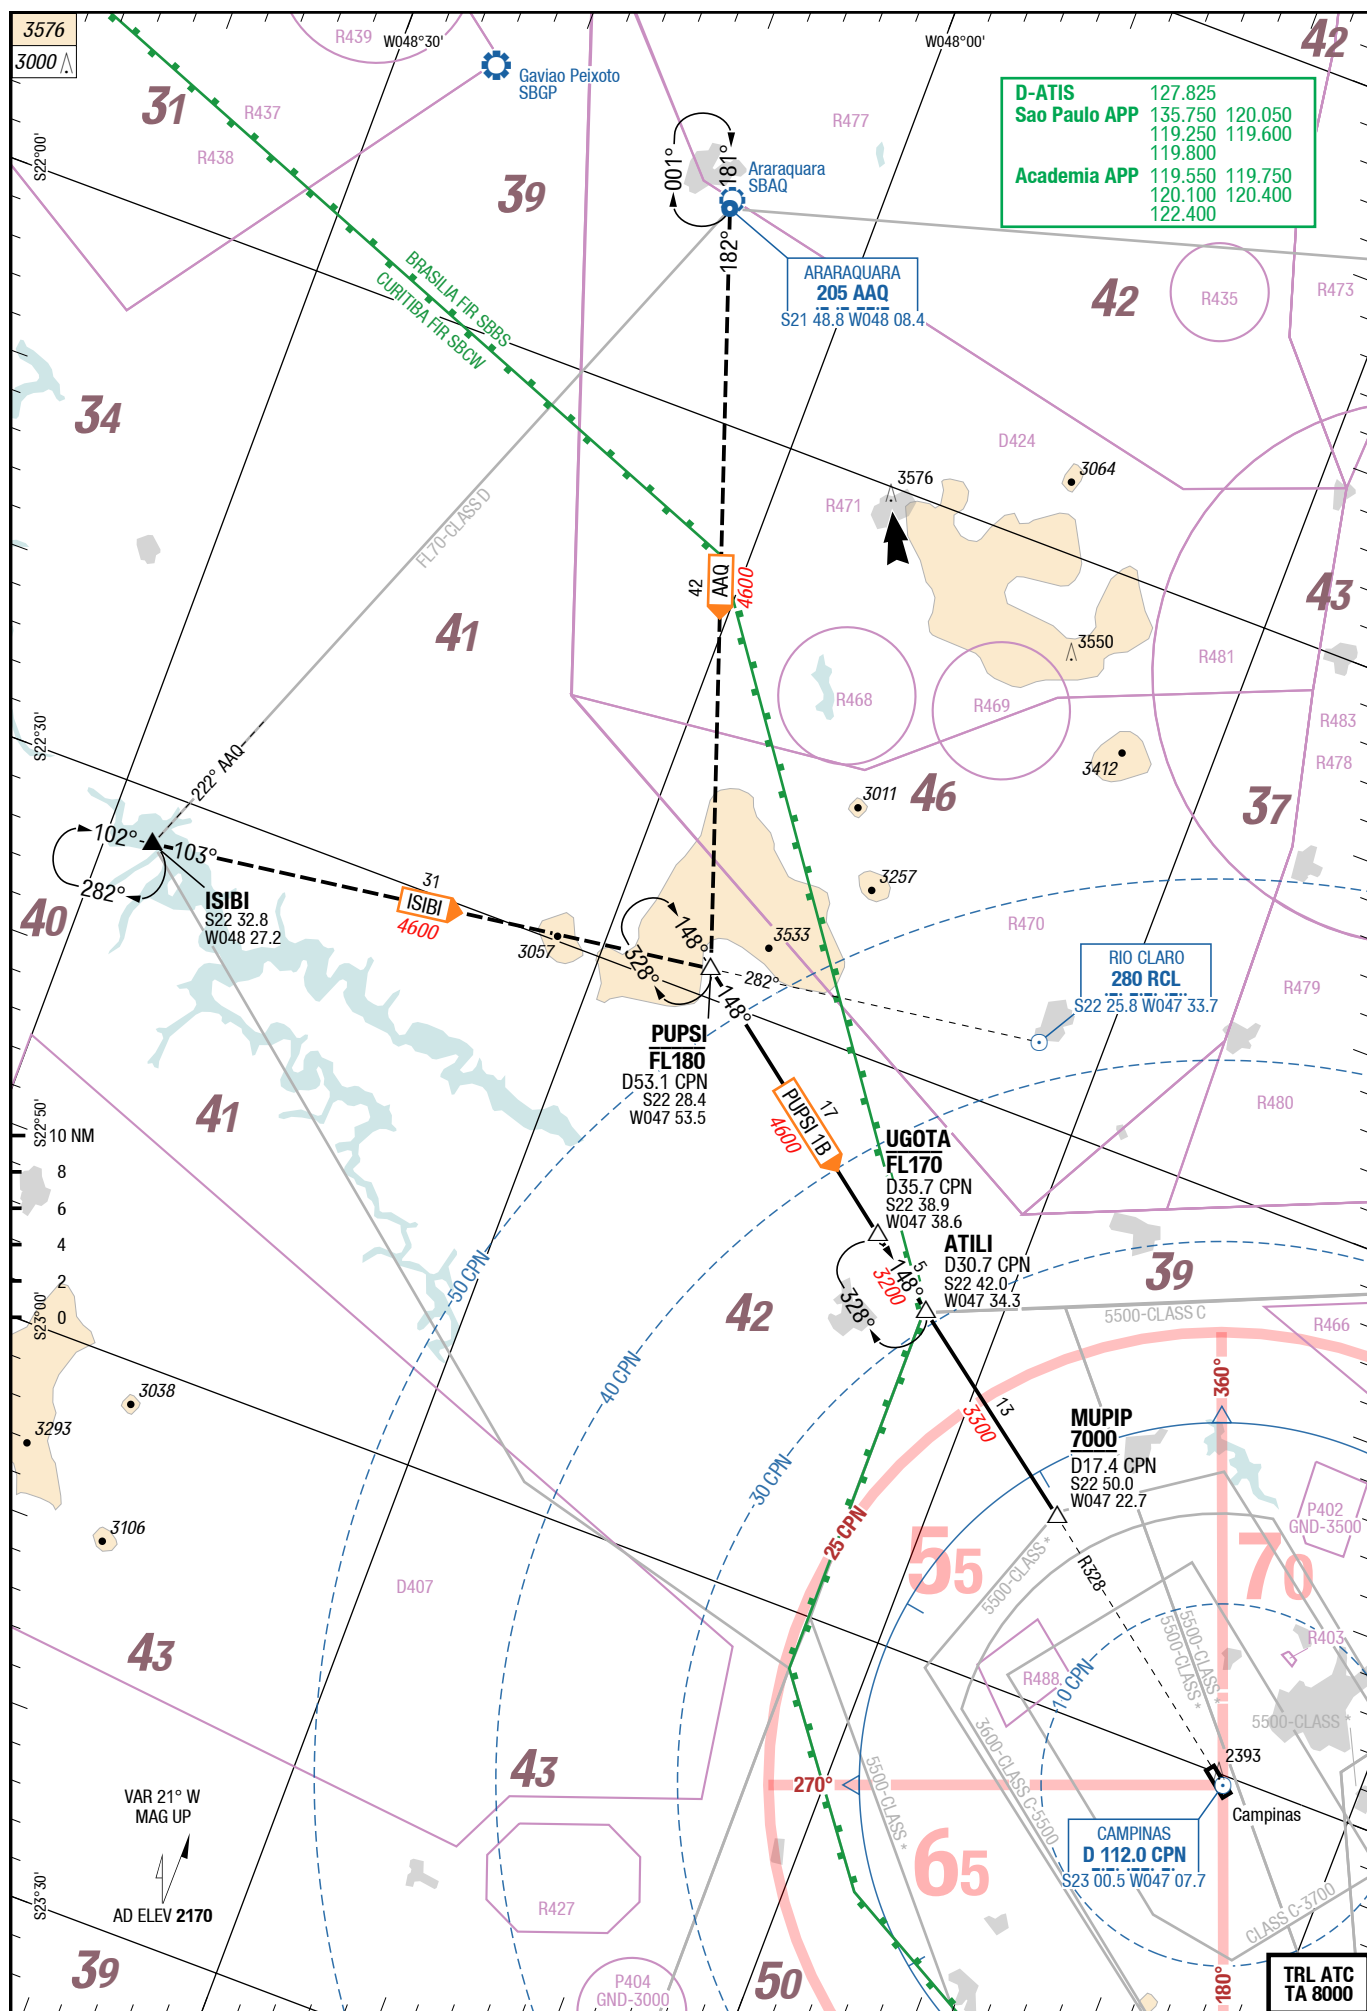 3576
3000
R439
W048°30'
W048°00'
42
Gaviao Peixoto
SBGP
D-ATIS 127.825
Sao Paulo APP 135.750 120.050
119.250 119.600
119.800
Academia APP 119.550 119.750
120.100 120.400
122.400
31
R437
R438
R477
S22°00'
001°
181°
Araraquara
SBAQ
39
182°
BRASILIA FIR SBBS
CURITIBA FIR SBCW
ARARAQUARA
205 AAQ
S21 48.8 W048 08.4
42
R435
R473
34
D424
3064
3576
R471
FL70-CLASS D
42
AAQ
4600
43
41
3550
R481
R468
R469
R483
R478
S22°30'
3412
222° AAQ
3011
46
37
102°
103°
282°
ISIBI
S22 32.8
W048 27.2
31
ISIBI
4600
3257
40
3057
148°
328°
3533
R470
282°
148°
RIO CLARO
280 RCL
S22 25.8 W047 33.7
R479
PUPSI
FL180
D53.1 CPN
S22 28.4
W047 53.5
41
S22°50'
10 NM
8
6
4
2
0
17
PUPSI 1B
4600
R480
UGOTA
FL170
D35.7 CPN
S22 38.9
W047 38.6
ATILI
D30.7 CPN
S22 42.0
W047 34.3
5
148°
3200
328°
39
50 CPN
S23°00'
42
5500-CLASS C
R466
40 CPN
3038
3293
360°
13
3300
MUPIP
7000
D17.4 CPN
S22 50.0
W047 22.7
30 CPN
3106
25 CPN
P402
GND-3500
55
70
5500-CLASS *
R328
D407
5500-CLASS *
5500-CLASS *
R403
43
R488
10 CPN
5500-CLASS *
3600-CLASS C-5500
2393
43
270°
5500-CLASS *
VAR 21° W
MAG UP
Campinas
CAMPINAS
D 112.0 CPN
S23 00.5 W047 07.7
65
S23°30'
AD ELEV 2170
R427
CLASS C-3700
39
P404
GND-3000
50
180°
TRL ATC
TA 8000